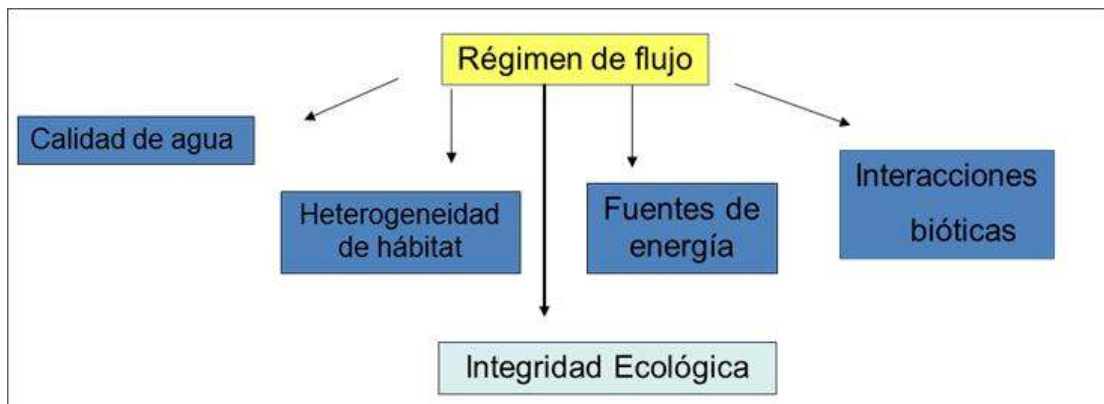 Régimen de flujo
Calidad de agua
Heterogeneidad
de hábitat
Fuentes de
energía
Interacciones
bióticas
Integridad Ecológica